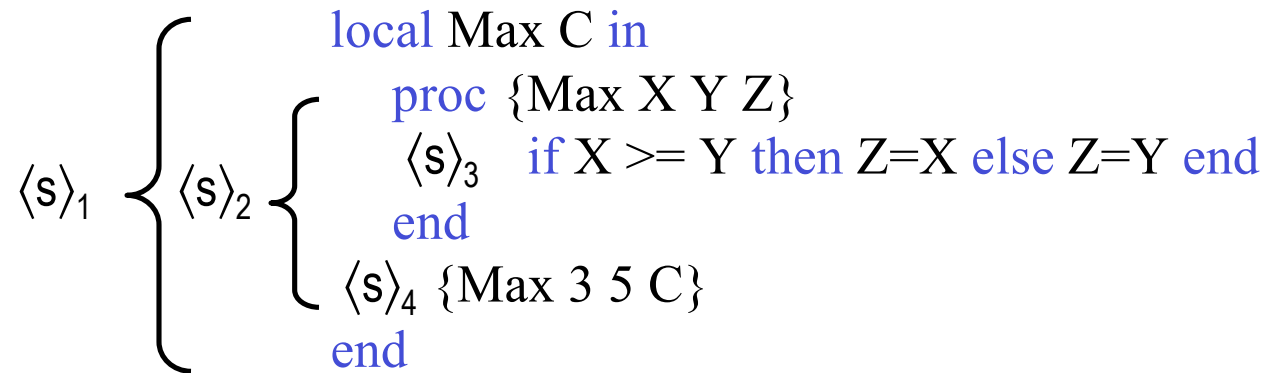 local Max C in
proc {Max X Y Z}
⟨s⟩₃ if X >= Y then Z=X else Z=Y end
⟨s⟩₁ ⟨s⟩₂
end
⟨s⟩₄ {Max 3 5 C}
end